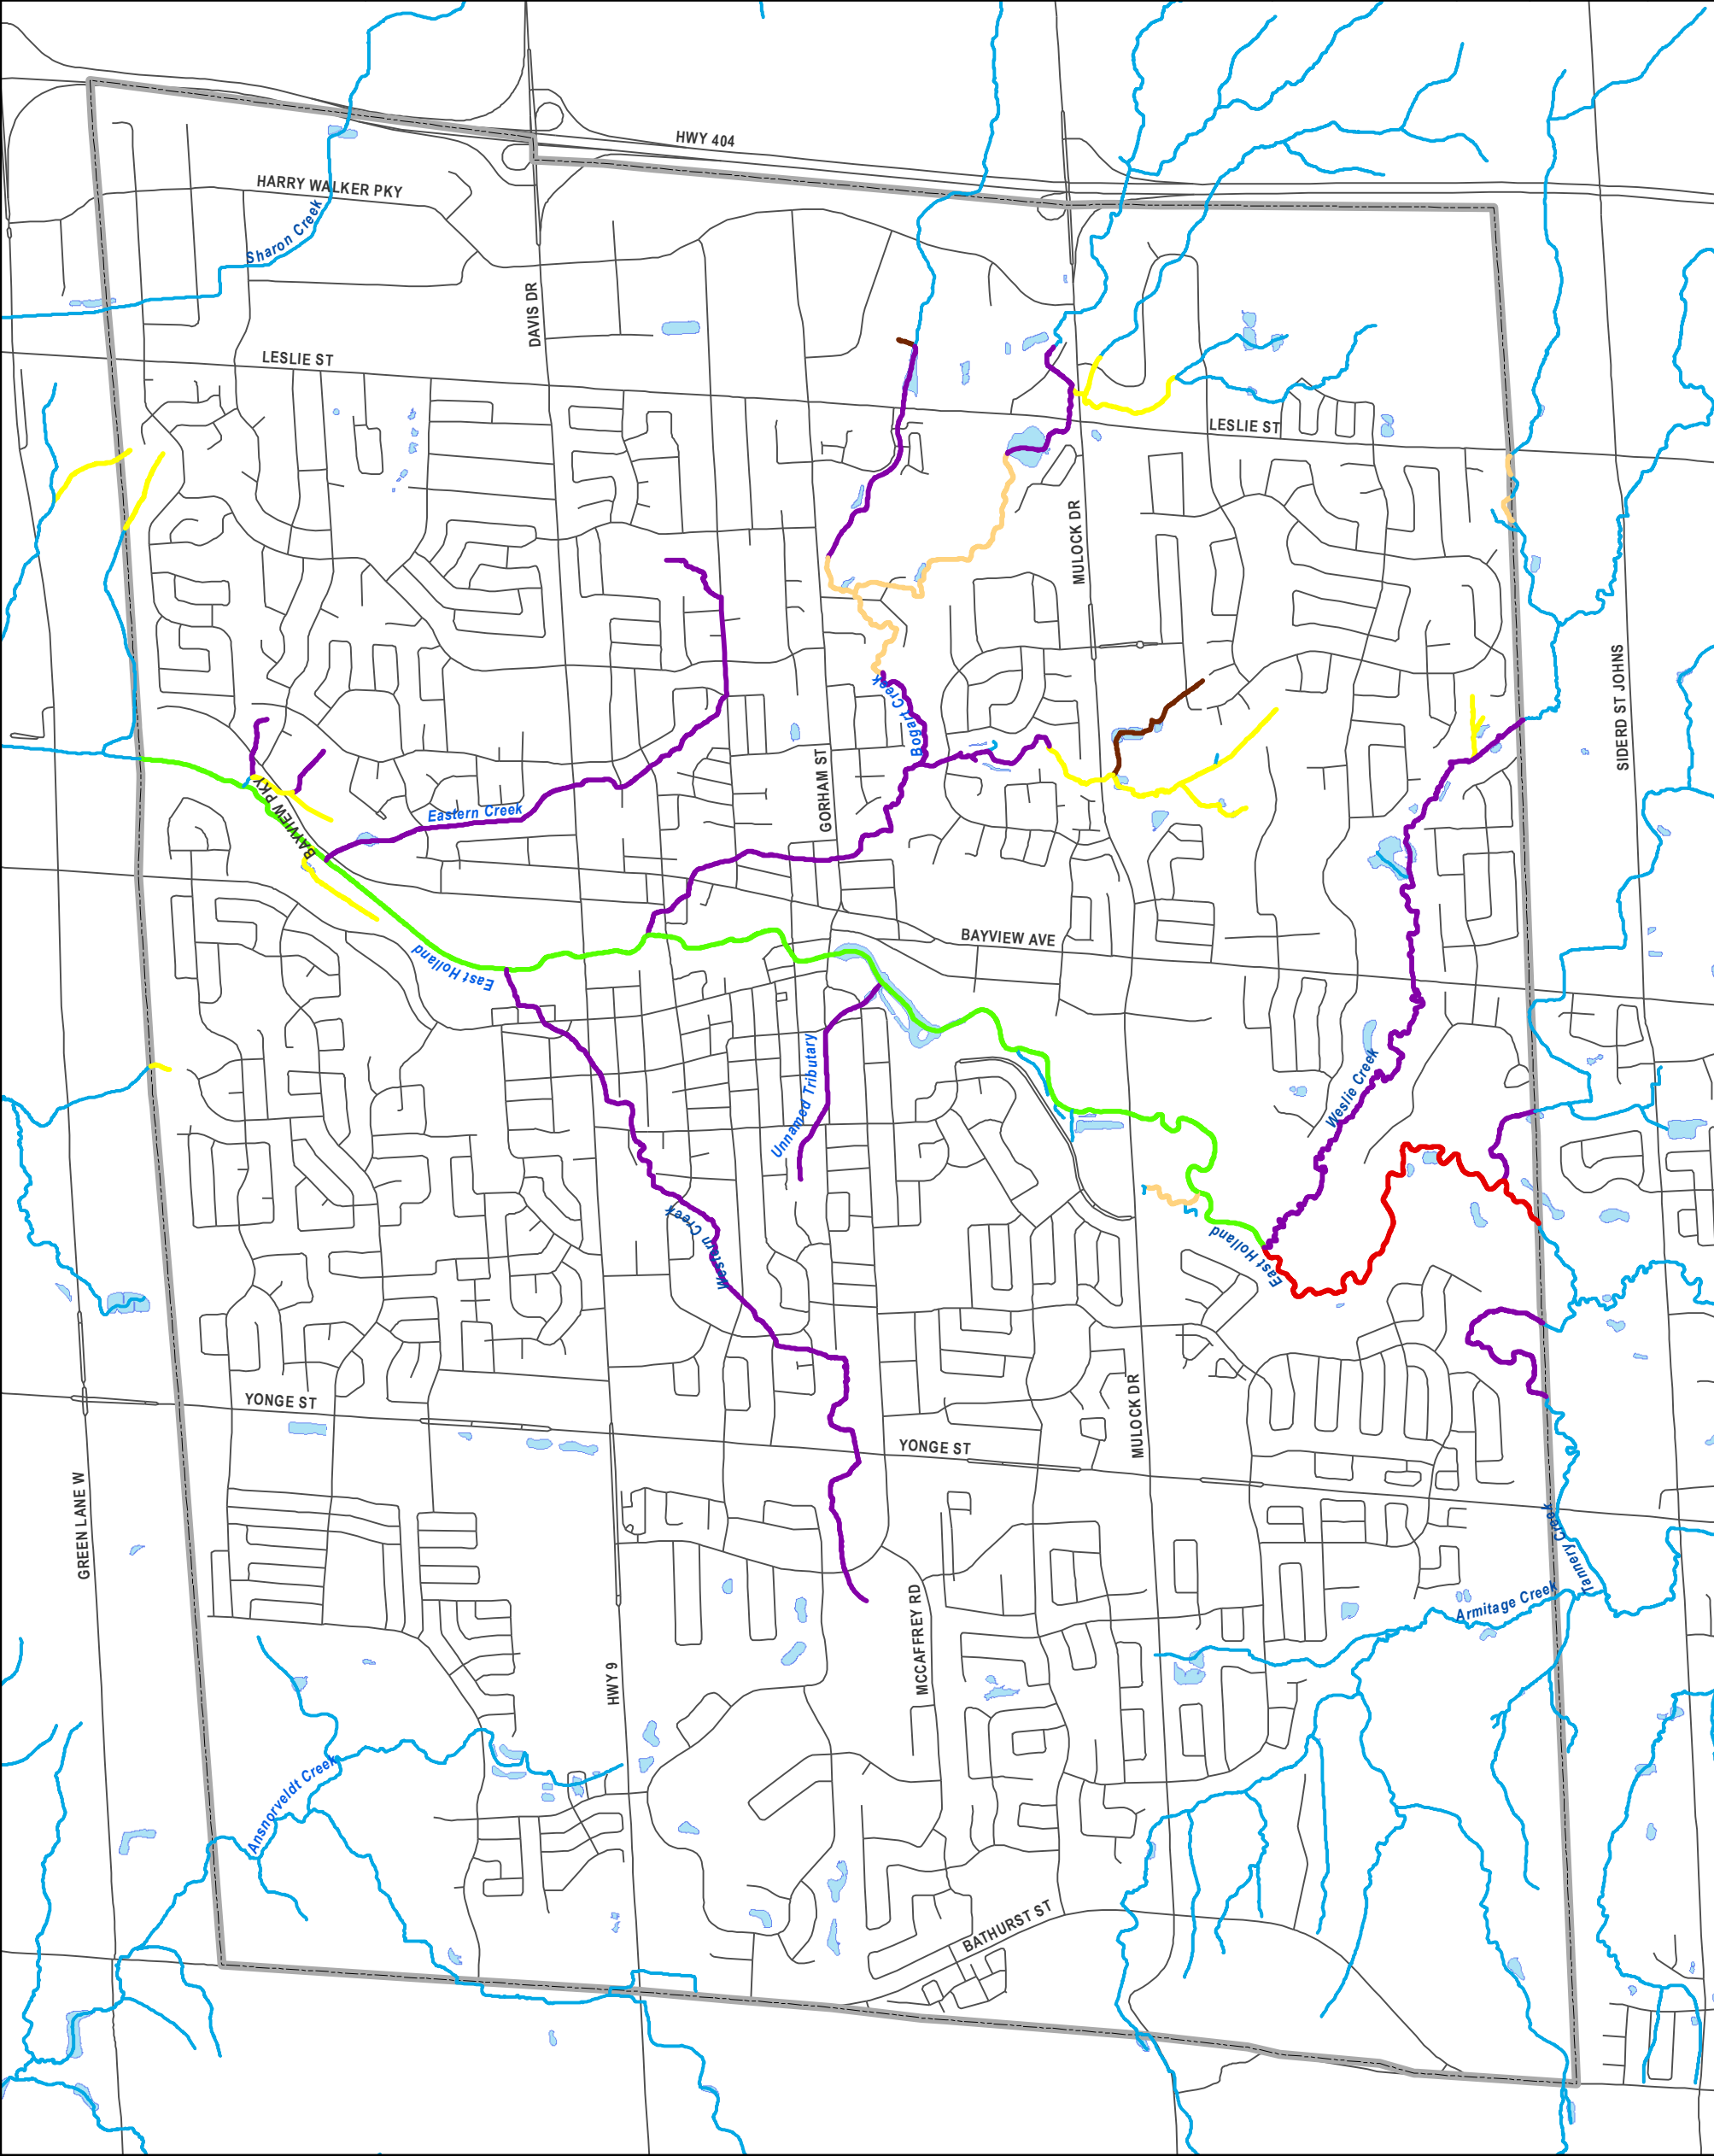 HWY 404
HARRY WALKER PKY
Sharon Creek
DAVIS DR
LESLIE ST
LESLIE ST
MULOCK DR
SIDERD ST JOHNS
Bogart Creek
GORHAM ST
BAYVIEW PKY
Eastern Creek
BAYVIEW AVE
East Holland
Unnamed Tributary
Weslie Creek
Western Creek
East Holland
YONGE ST
MULOCK DR
YONGE ST
GREEN LANE W
Tannery Creek
MCCAFFREY RD
Armitage Creek
HWY 9
Ansnorveldt Creek
BATHURST ST